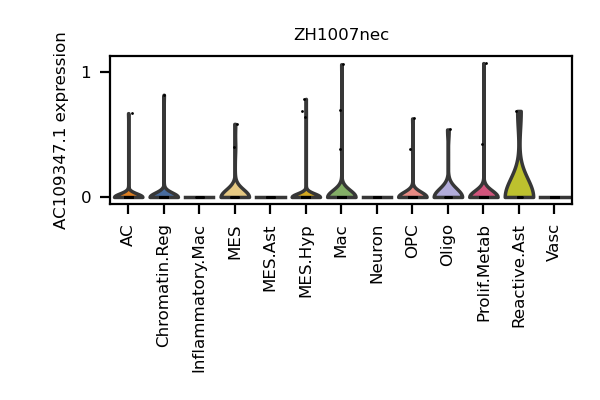 ZH1007nec
AC109347.1 expression
1
0
AC
Chromatin.Reg
Inflammatory.Mac
MES
MES.Ast
MES.Hyp
Mac
Neuron
OPC
Oligo
Prolif.Metab
Reactive.Ast
Vasc